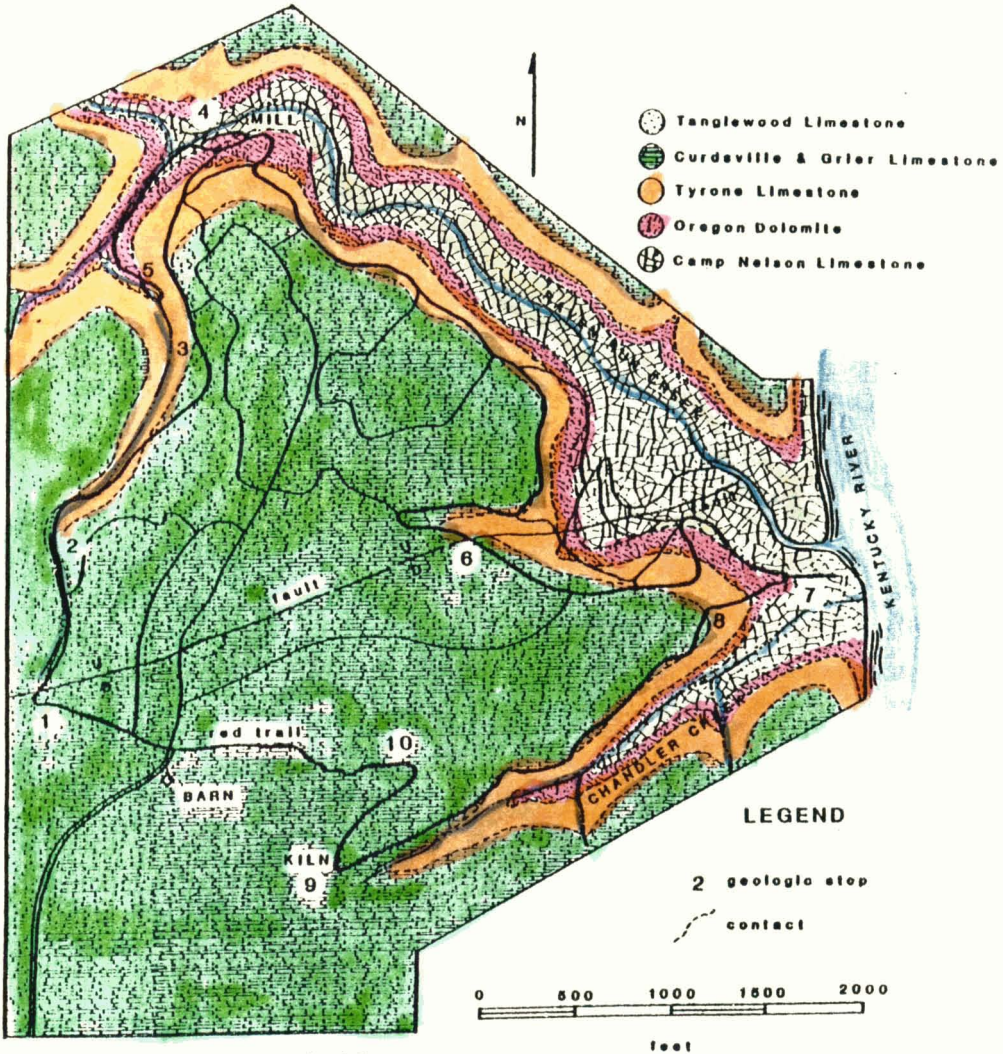 N
Tanglewood Limestone
Curdsville & Grier Limestone
Tyrone Limestone
Oregon Dolomite
Camp Nelson Limestone
4
MILL
5
3
KENTUCKY RIVER
2
U
D
fault
6
7
8
U
D
1
ed trail
10
BARN
CHANDLER CK
KILN
9
LEGEND
2 geologic stop
contact
0 500 1000 1500 2000
feet